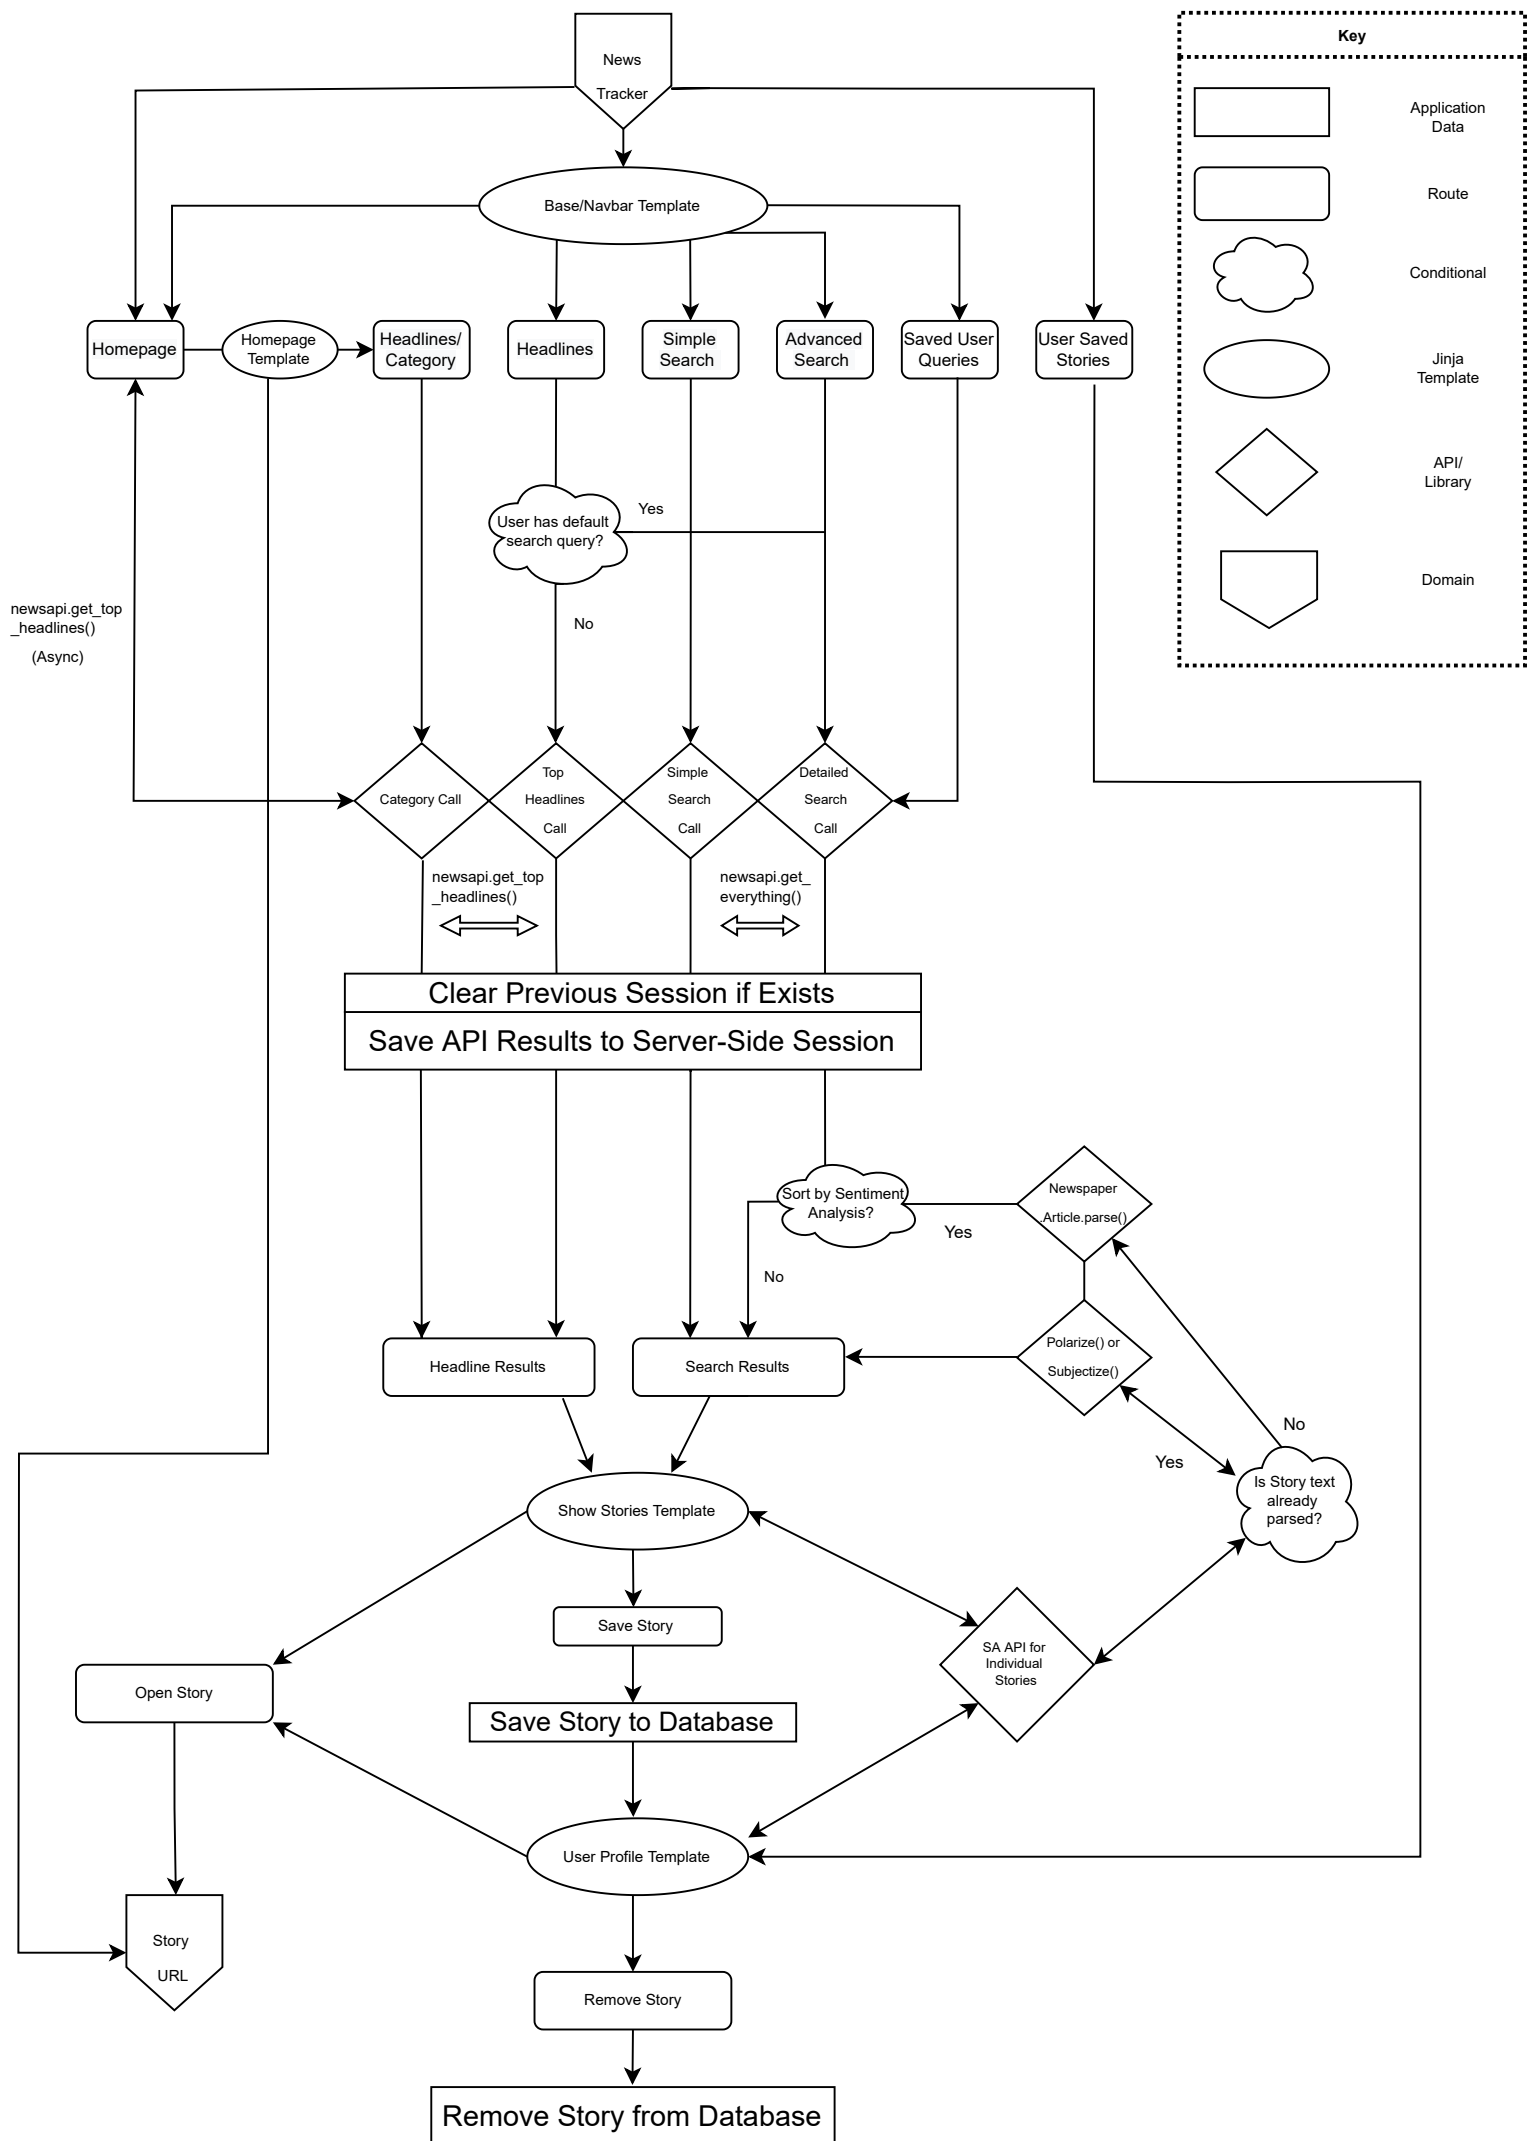 News
Tracker
Key
Application
Data
Route
Conditional
Jinja
Template
API/
Library
Domain
Base/Navbar Template
Homepage
Homepage
Template
Headlines/
Category
Headlines
Simple
Search
Advanced
Search
Saved User
Queries
User Saved
Stories
User has default
search query?
Yes
No
newsapi.get_top
_headlines()
(Async)
Category Call
Top
Headlines
Call
Simple
Search
Call
Detailed
Search
Call
newsapi.get_top
_headlines()
newsapi.get_
everything()
Clear Previous Session if Exists
Save API Results to Server-Side Session
Sort by Sentiment
Analysis?
Yes
No
Newspaper
.Article.parse()
Polarize() or
Subjectize()
Headline Results
Search Results
No
Yes
Is Story text
already
parsed?
Show Stories Template
Save Story
SA API for
Individual
Stories
Open Story
Save Story to Database
User Profile Template
Story
URL
Remove Story
Remove Story from Database